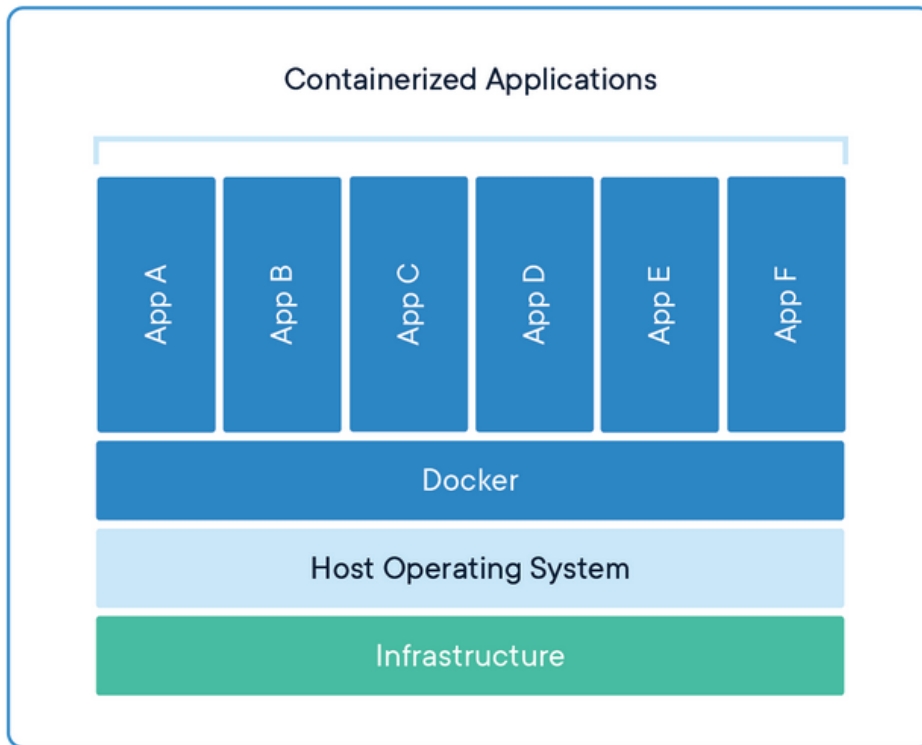 Containerized Applications
App A
App B
App C
App D
App E
App F
Docker
Host Operating System
Infrastructure